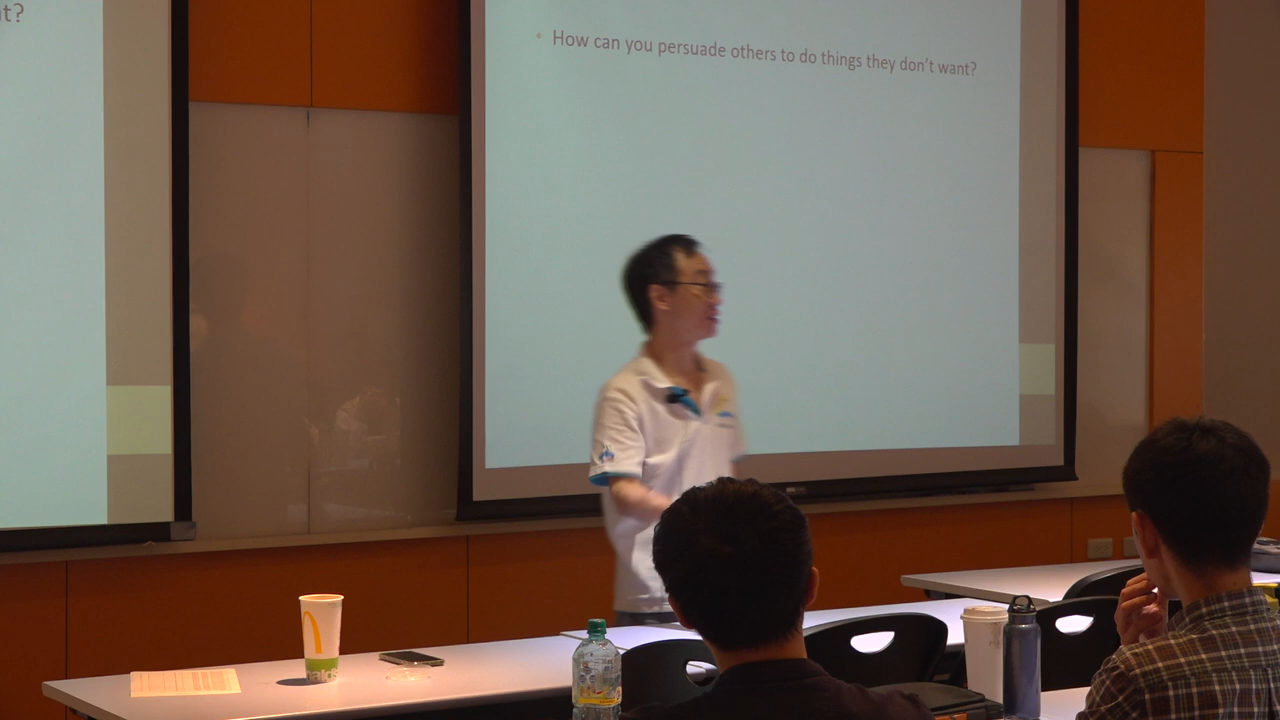 t?
• How can you persuade others to do things they don't want?